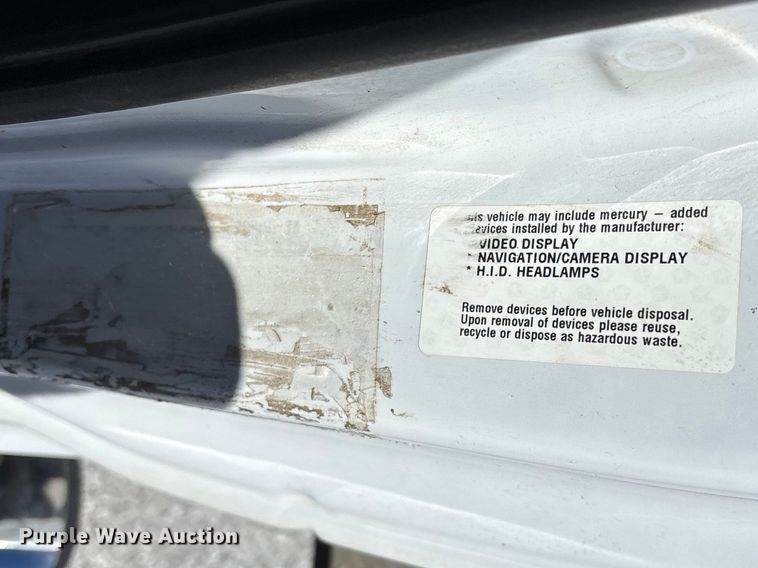 vehicle may include mercury — added
devices installed by the manufacturer:
VIDEO DISPLAY
* NAVIGATION/CAMERA DISPLAY
* H.I.D. HEADLAMPS
Remove devices before vehicle disposal.
Upon removal of devices please reuse,
recycle or dispose as hazardous waste.
Purple Wave Auction